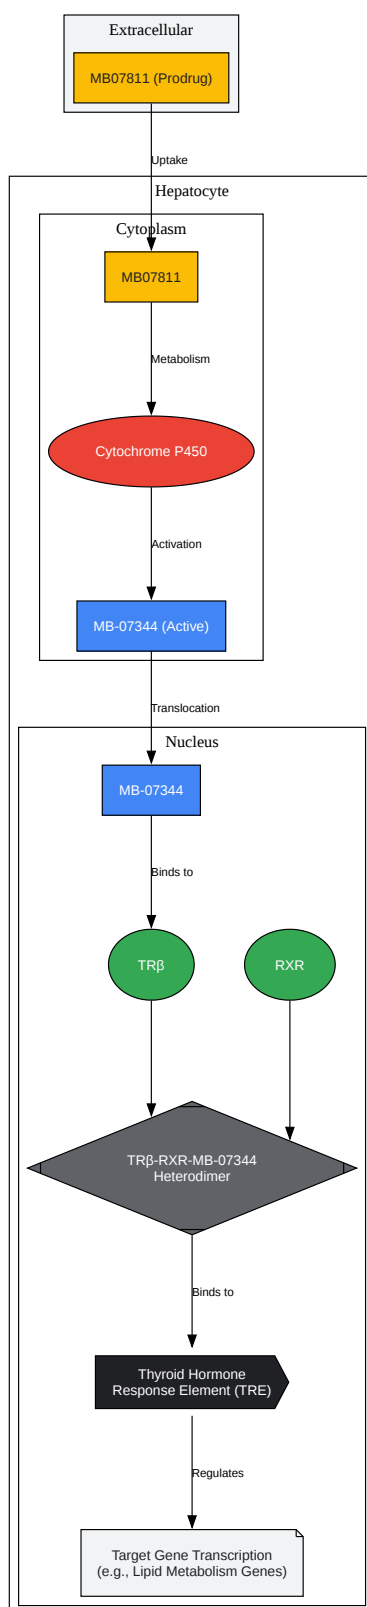 Extracellular
MB07811 (Prodrug)
Uptake
Hepatocyte
Cytoplasm
MB07811
Metabolism
Cytochrome P450
Activation
MB-07344 (Active)
Translocation
Nucleus
MB-07344
Binds to
TRβ
RXR
TRβ-RXR-MB-07344
Heterodimer
Binds to
Thyroid Hormone
Response Element (TRE)
Regulates
Target Gene Transcription
(e.g., Lipid Metabolism Genes)